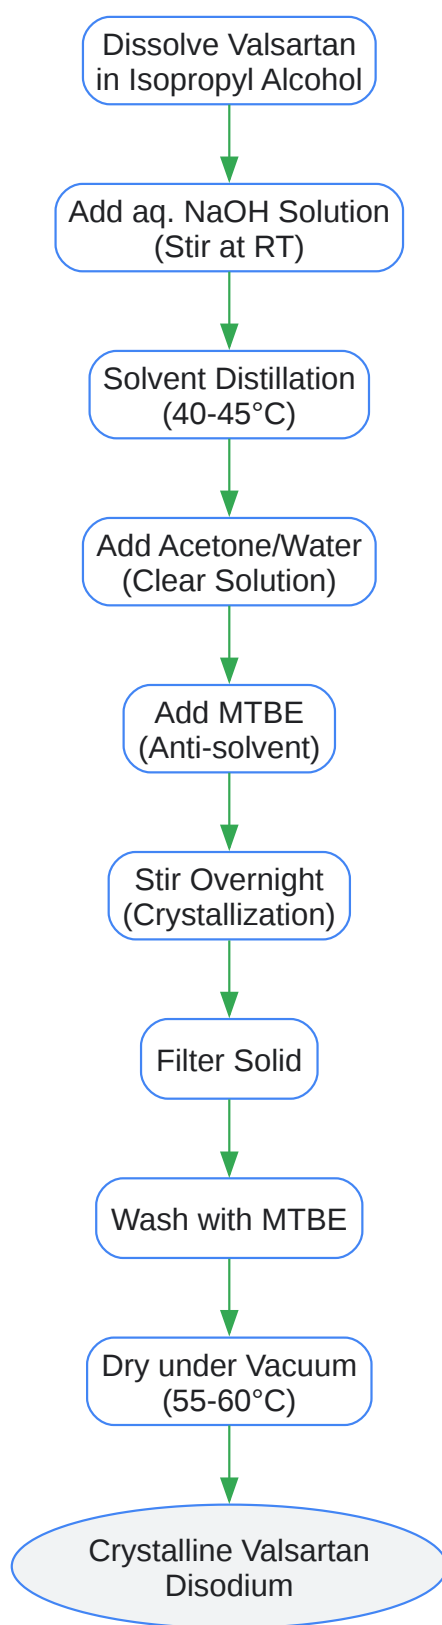 Dissolve Valsartan
in Isopropyl Alcohol
Add aq. NaOH Solution
(Stir at RT)
Solvent Distillation
(40-45°C)
Add Acetone/Water
(Clear Solution)
Add MTBE
(Anti-solvent)
Stir Overnight
(Crystallization)
Filter Solid
Wash with MTBE
Dry under Vacuum
(55-60°C)
Crystalline Valsartan
Disodium